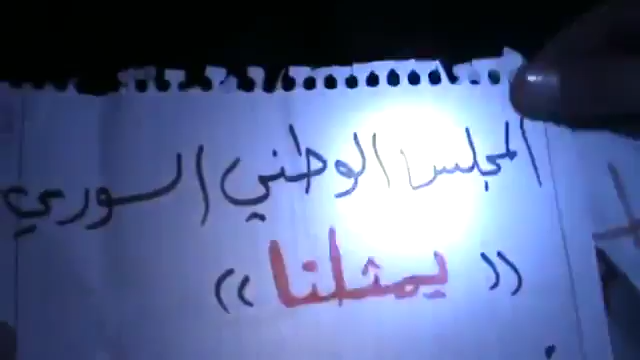 المجلس الوطني السوري
(( يمثلنا ))